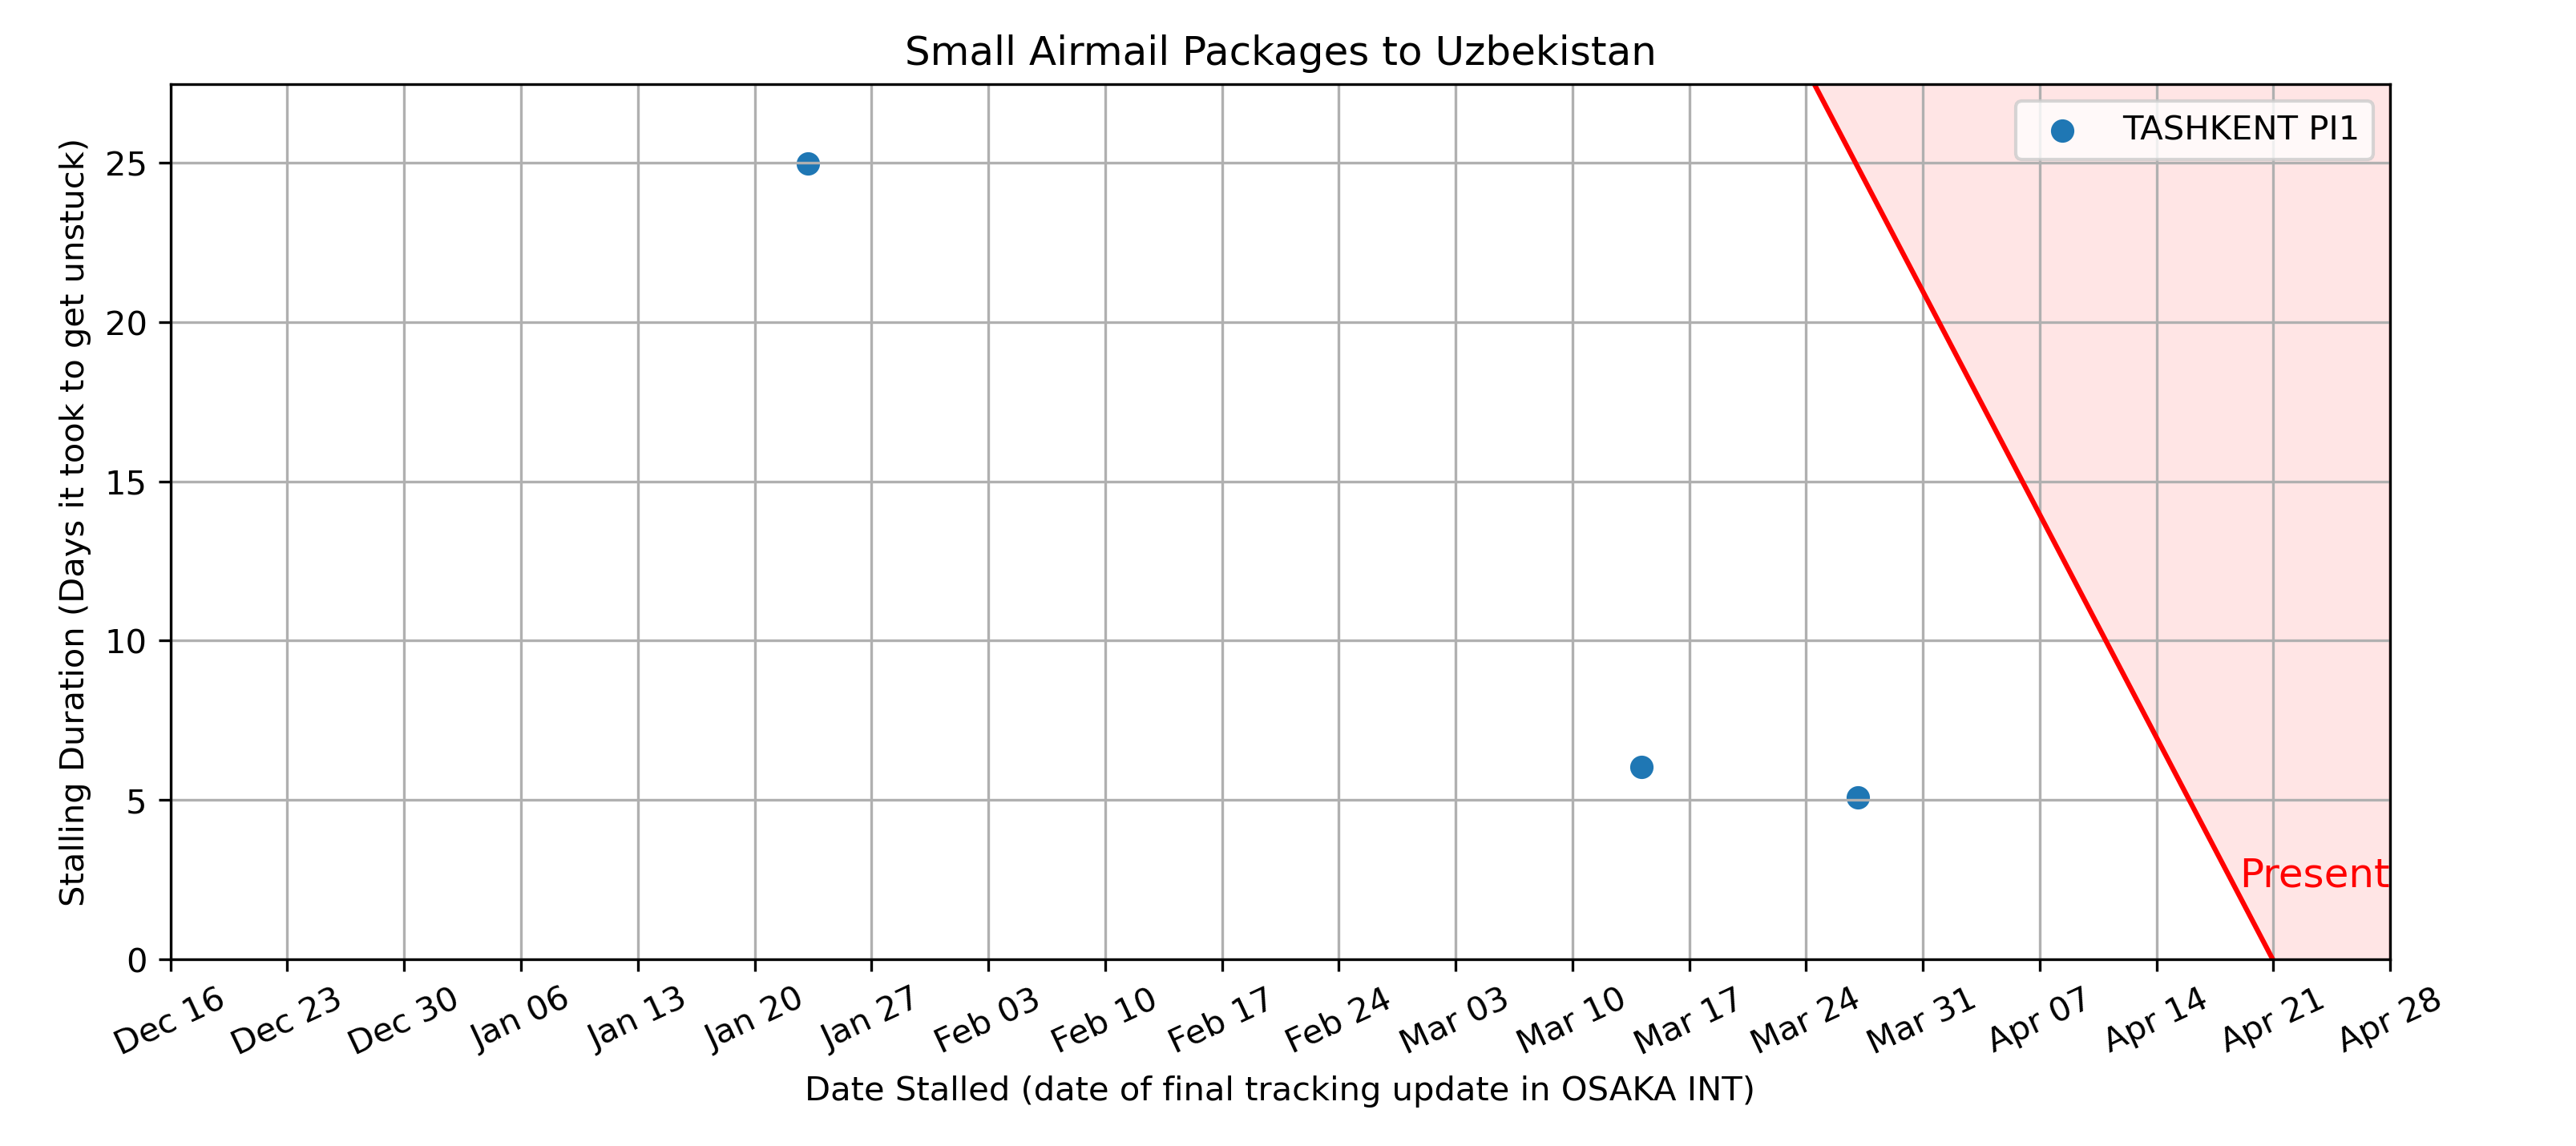 Small Airmail Packages to Uzbekistan
TASHKENT PI1
Stalling Duration (Days it took to get unstuck)
25
20
15
10
5
0
Present
Dec 16 Dec 23 Dec 30 Jan 06 Jan 13 Jan 20 Jan 27 Feb 03 Feb 10 Feb 17 Feb 24 Mar 03 Mar 10 Mar 17 Mar 24 Mar 31 Apr 07 Apr 14 Apr 21 Apr 28
Date Stalled (date of final tracking update in OSAKA INT)